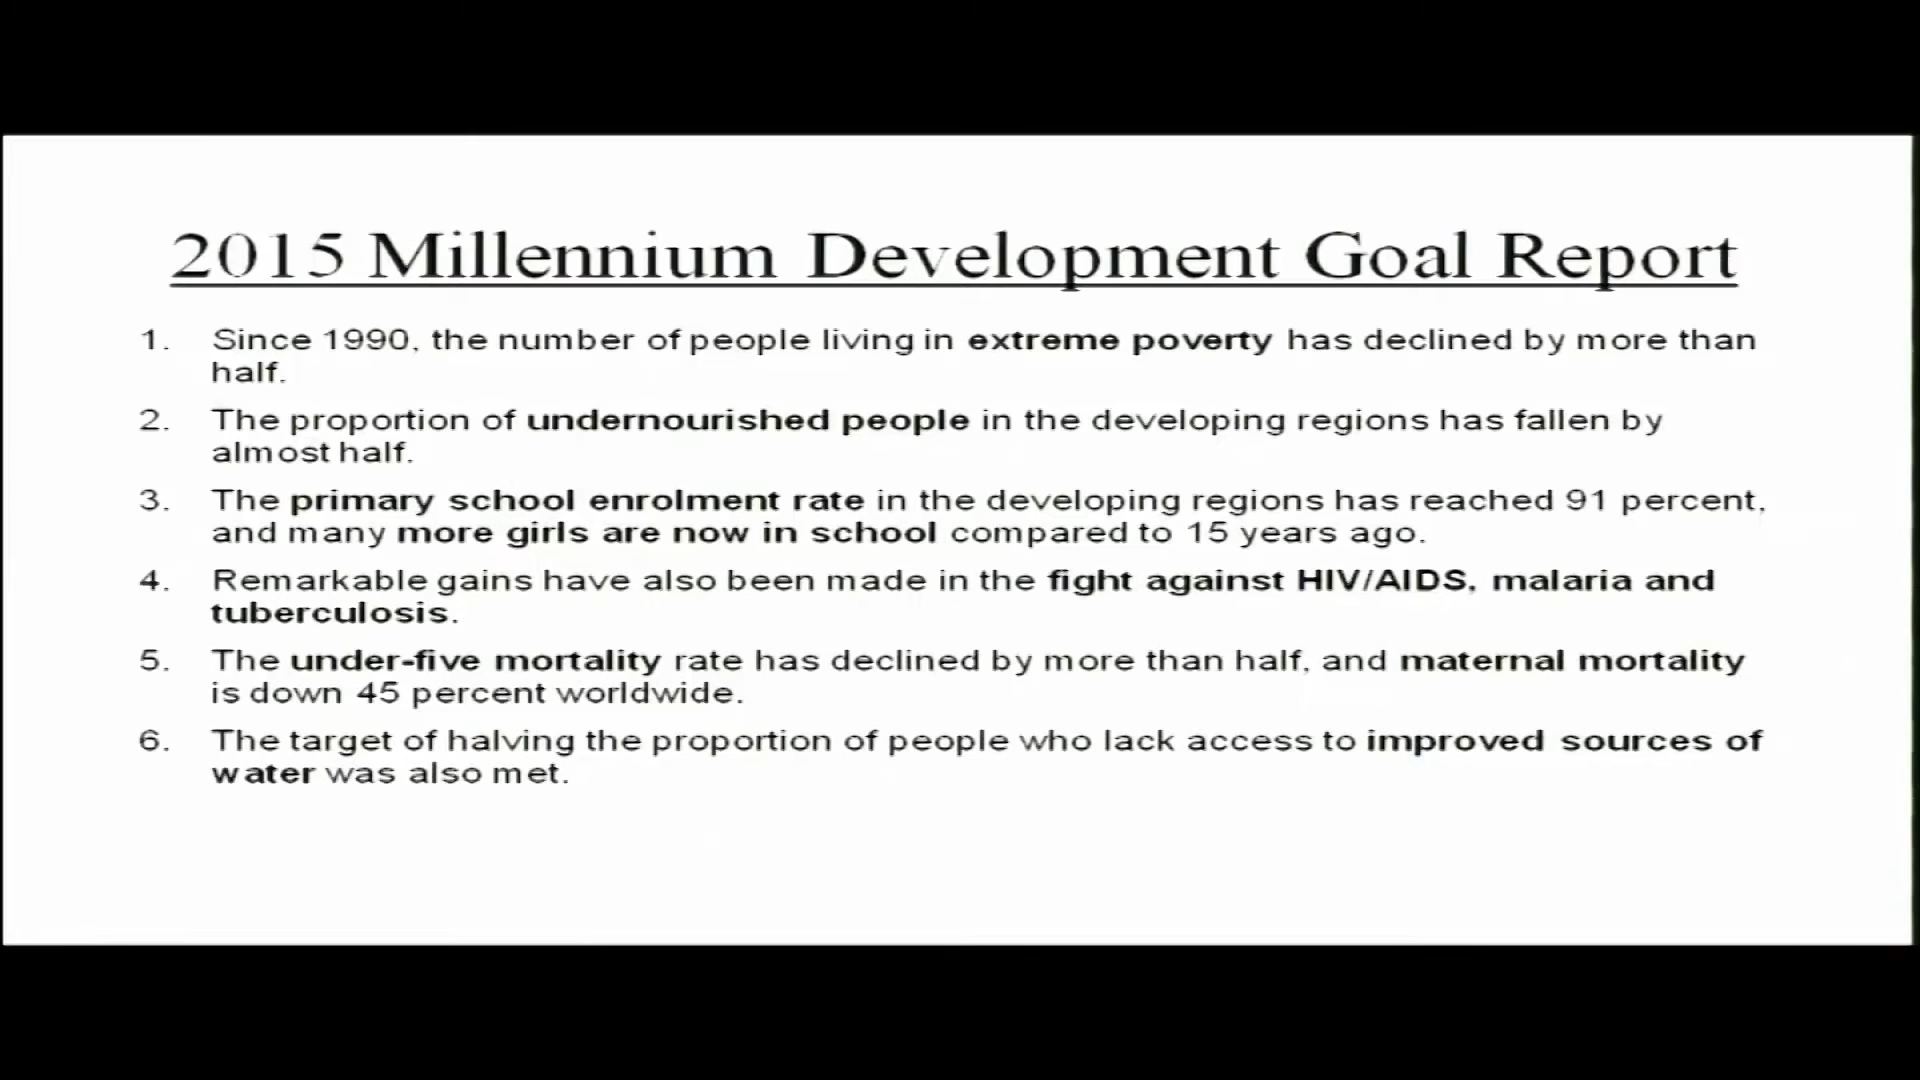 2015 Millennium Development Goal Report
1. Since 1990, the number of people living in extreme poverty has declined by more than
half.
2. The proportion of undernourished people in the developing regions has fallen by
almost half.
3. The primary school enrolment rate in the developing regions has reached 91 percent,
and many more girls are now in school compared to 15 years ago.
4. Remarkable gains have also been made in the fight against HIV/AIDS, malaria and
tuberculosis.
5. The under-five mortality rate has declined by more than half, and maternal mortality
is down 45 percent worldwide.
6. The target of halving the proportion of people who lack access to improved sources of
water was also met.